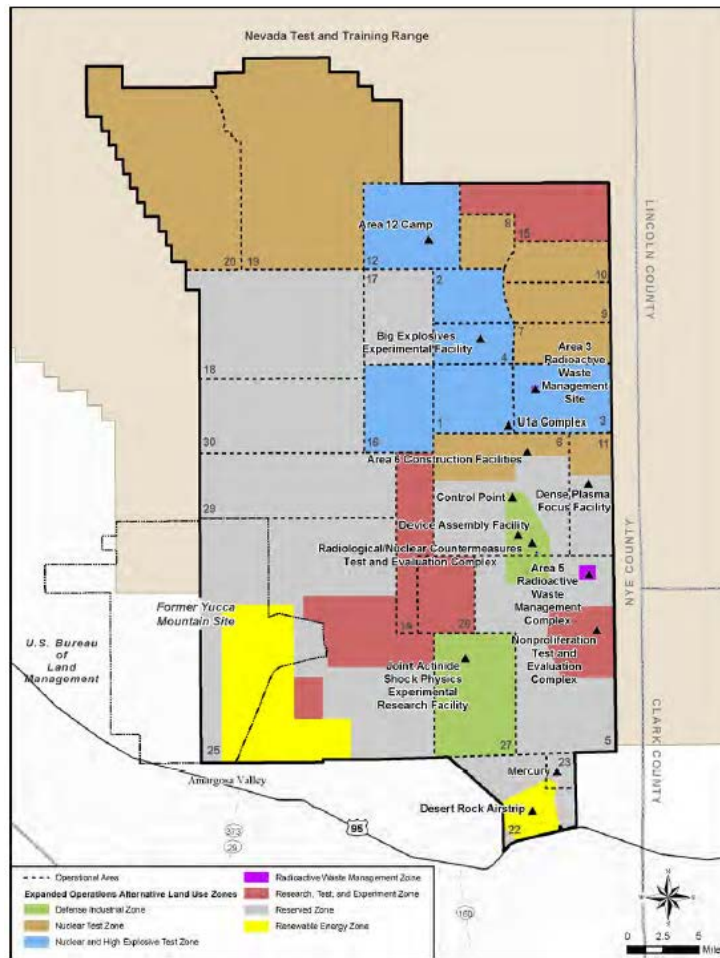 Nevada Test and Training Range
LINCOLN COUNTY
Area 12 Camp
8
15
20
19
12
17
2
10
9
7
Big Explosives
Experimental Facility
4
Area 3
Radioactive
Waste
Management
Site
18
U1a Complex
1
3
30
16
6
11
Area 6 Construction Facilities
Control Point
Dense Plasma
Focus Facility
29
Device Assembly Facility
Radiological/Nuclear Countermeasures
Test and Evaluation Complex
NYE COUNTY
Area 5
Radioactive
Waste
Management
Complex
Former Yucca
Mountain Site
U.S. Bureau
of
Land
Management
26
Nonproliferation
Test and
Evaluation
Complex
Joint Actinide
Shock Physics
Experimental
Research Facility
CLARK COUNTY
25
27
5
Amargosa Valley
Mercury
23
Desert Rock Airstrip
22
95
373
29
160
Operational Area
Expanded Operations Alternative Land Use Zones
Defense Industrial Zone
Nuclear Test Zone
Nuclear and High Explosive Test Zone
Radioactive Waste Management Zone
Research, Test, and Experiment Zone
Reserved Zone
Renewable Energy Zone
0 2.5 5
Mile